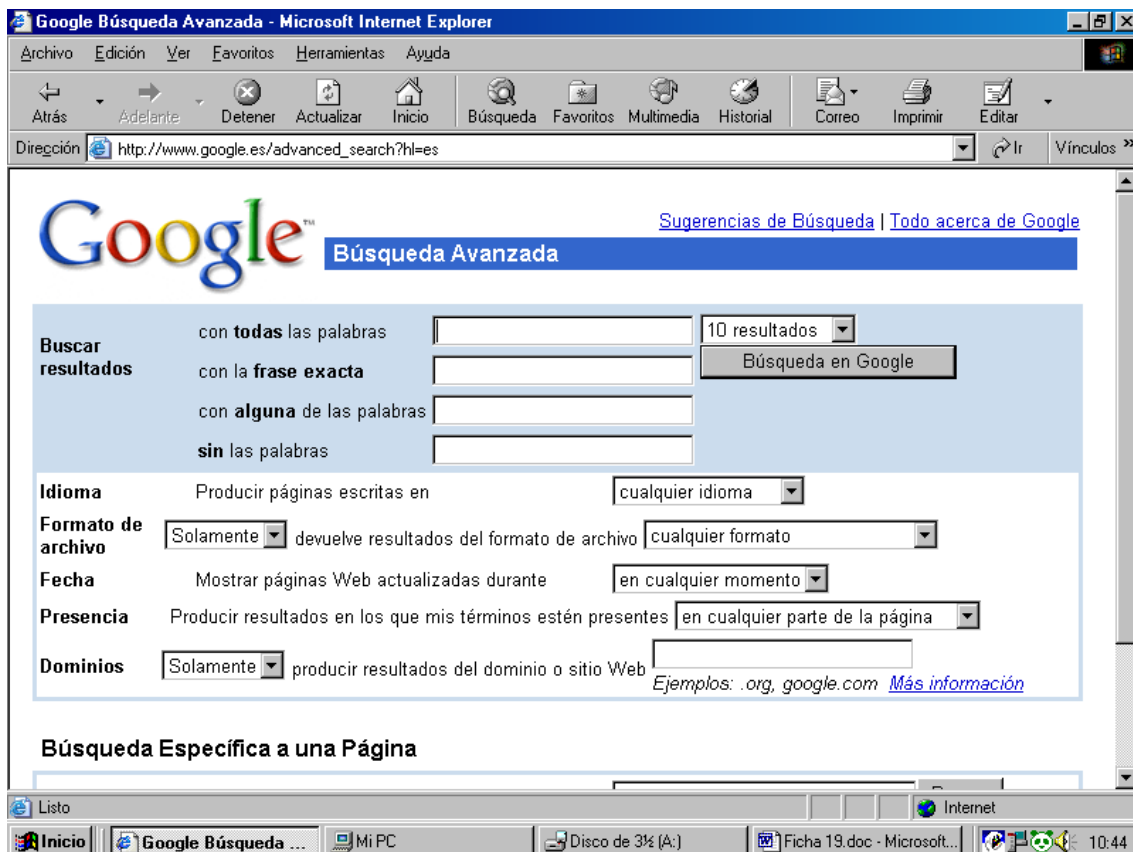 Google Búsqueda Avanzada - Microsoft Internet Explorer
Archivo Edición Ver Favoritos Herramientas Ayuda
Atrás Adelante Detener Actualizar Inicio Búsqueda Favoritos Multimedia Historial Correo Imprimir Editar
Dirección http://www.google.es/advanced_search?hl=es Ir Vínculos »
Google™
Sugerencias de Búsqueda | Todo acerca de Google
Búsqueda Avanzada
Buscar resultados
con todas las palabras 10 resultados
Búsqueda en Google
con la frase exacta
con alguna de las palabras
sin las palabras
Idioma Producir páginas escritas en cualquier idioma
Formato de archivo Solamente devuelve resultados del formato de archivo cualquier formato
Fecha Mostrar páginas Web actualizadas durante en cualquier momento
Presencia Producir resultados en los que mis términos estén presentes en cualquier parte de la página
Dominios Solamente producir resultados del dominio o sitio Web
Ejemplos: .org, google.com Más información
Búsqueda Específica a una Página
Listo Internet
Inicio Google Búsqueda ... Mi PC Disco de 3½ (A:) Ficha 19.doc - Microsoft... 10:44